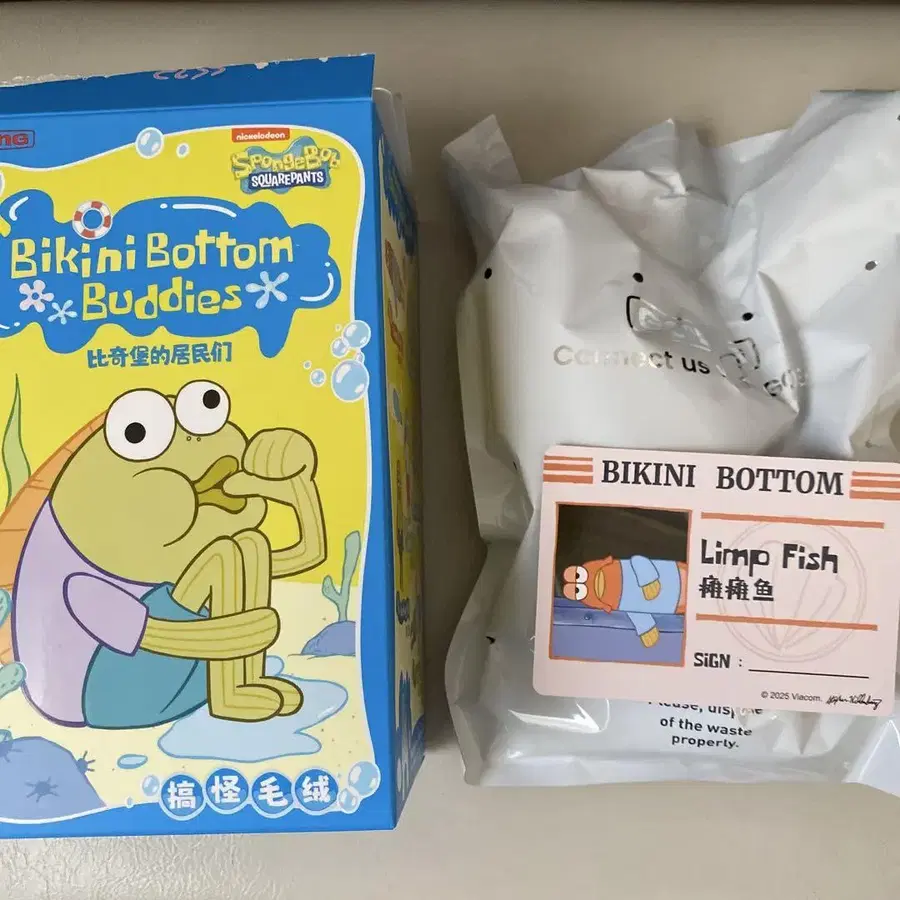 nickelodeon
SpongeBob
SQUAREPANTS
Bikini Bottom
Buddies
比奇堡的居民们
搞怪毛绒
Connect us
BIKINI BOTTOM
Limp Fish
瘫瘫鱼
SiGN : 
© 2025 Viacom.
of the waste
properly.